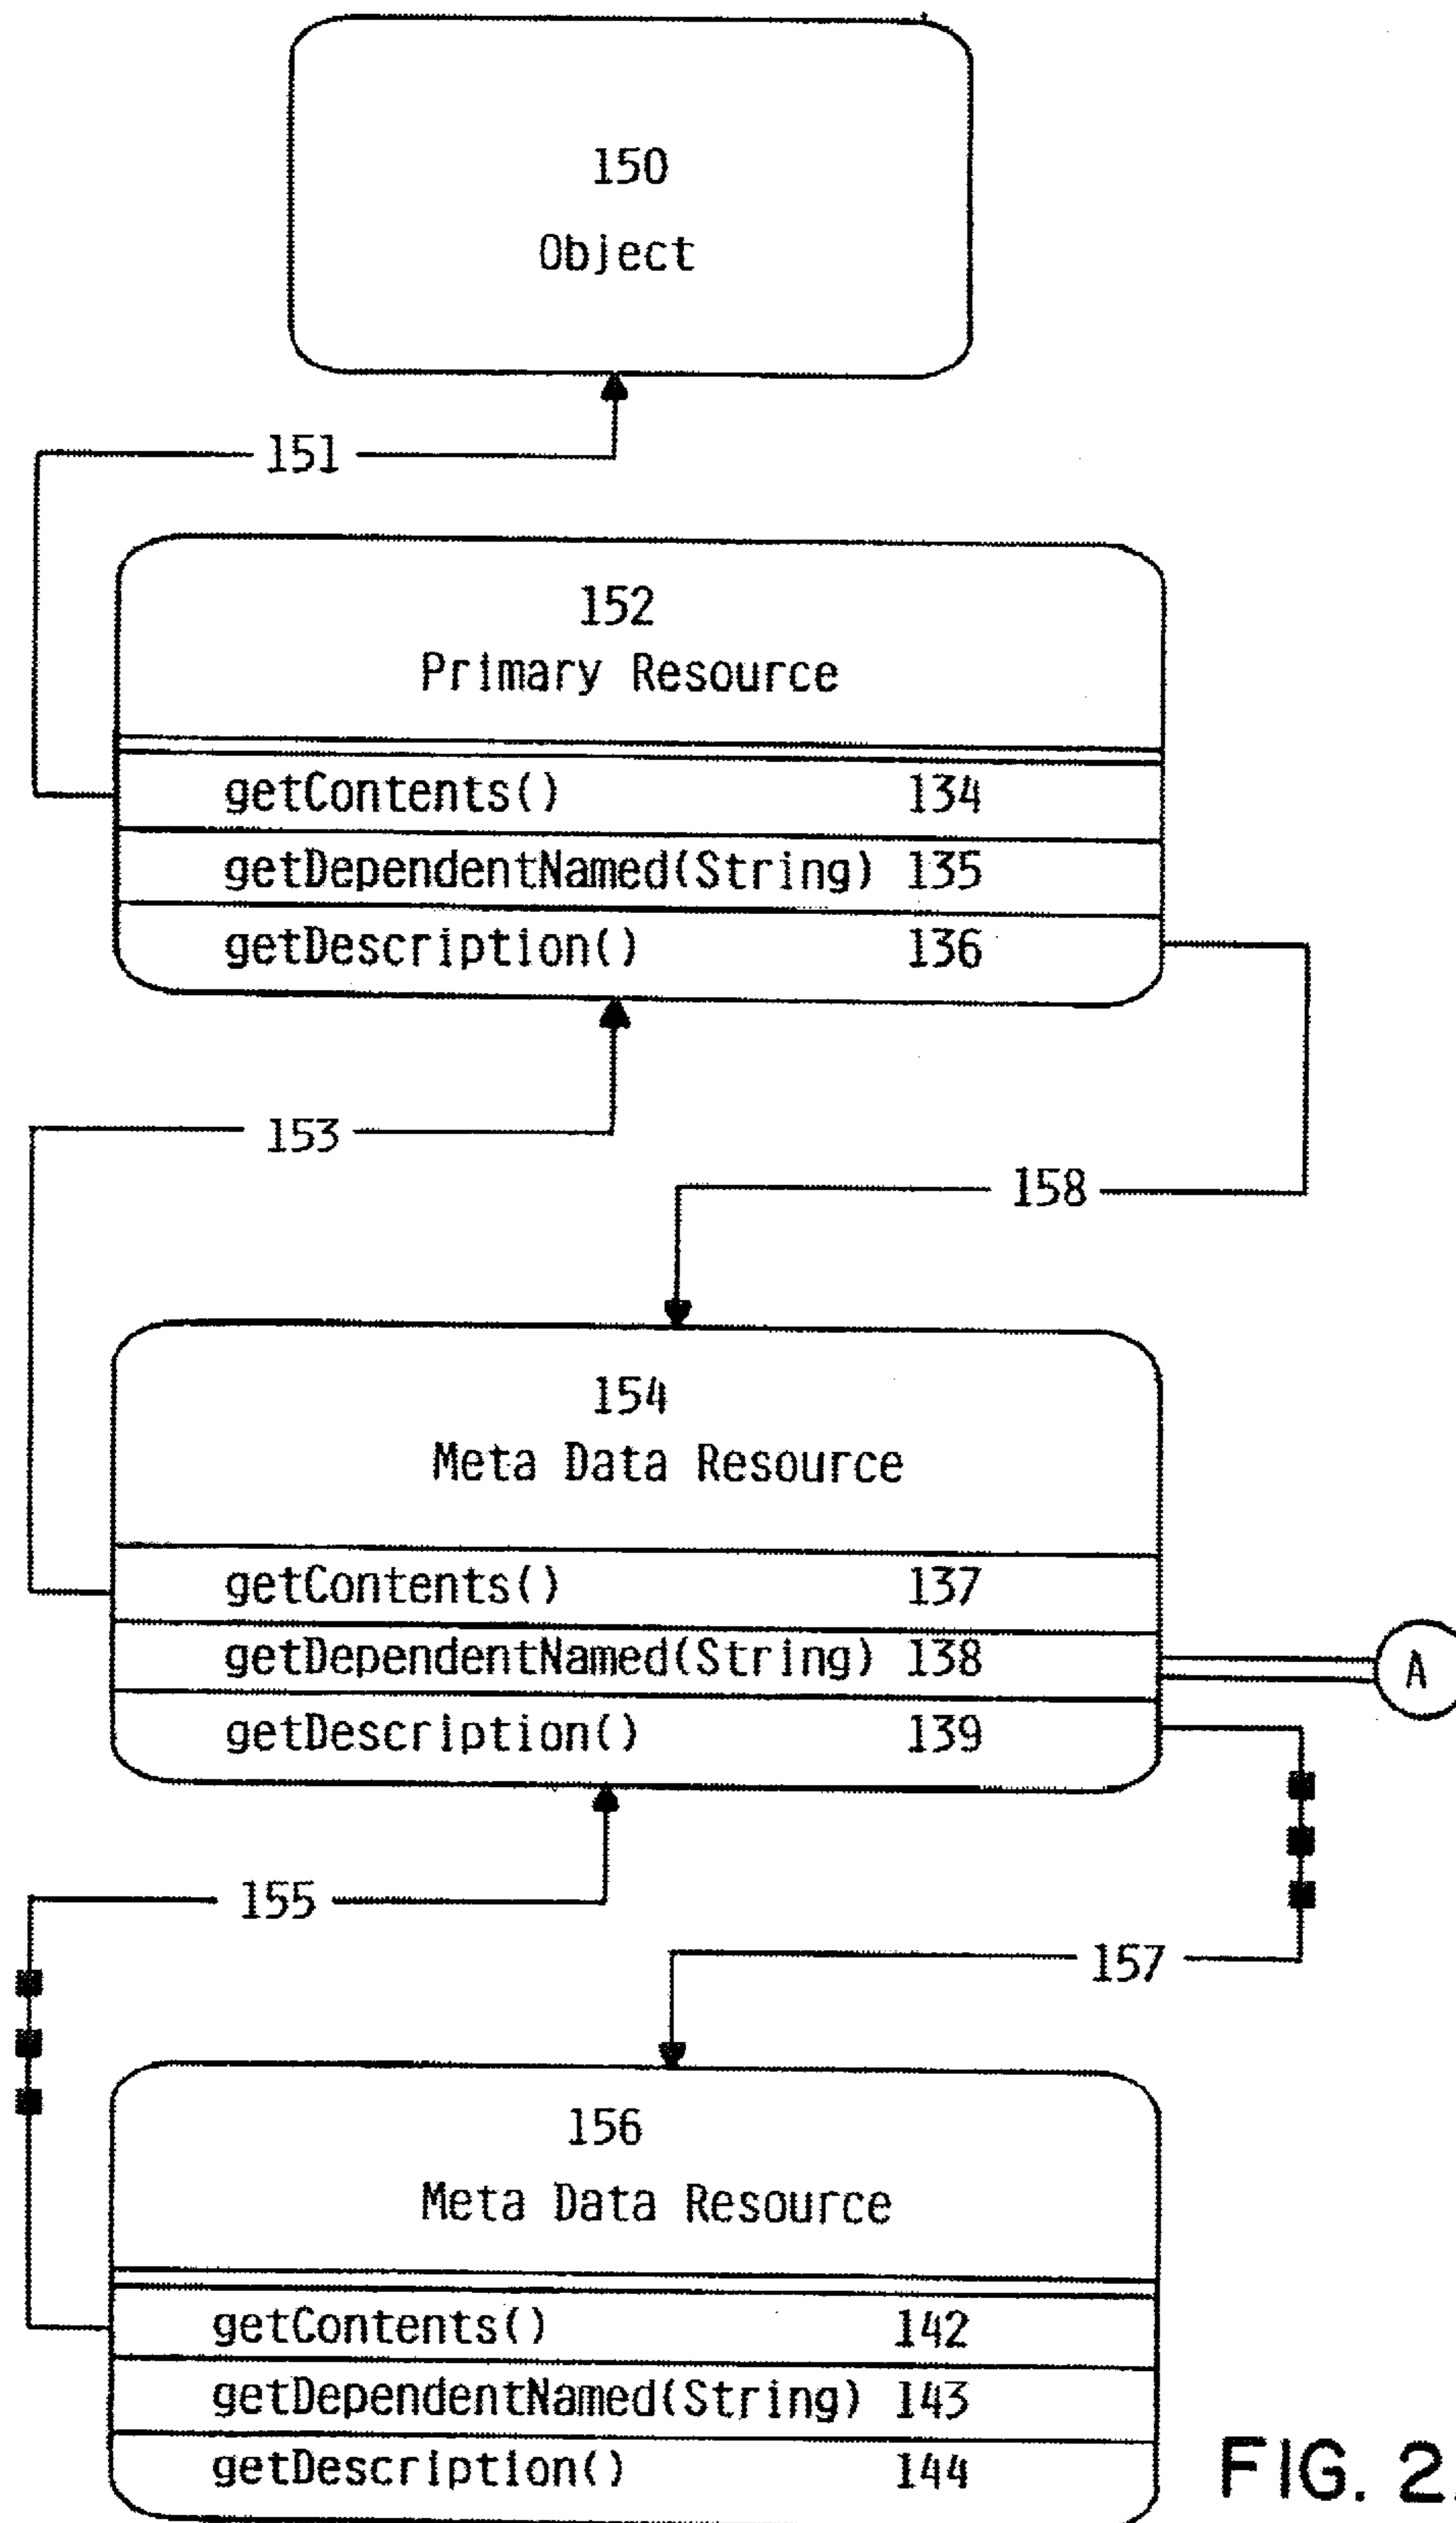 150
Object
151
152
Primary Resource
getContents() 134
getDependentNamed(String) 135
getDescription() 136
153
158
154
Meta Data Resource
getContents() 137
getDependentNamed(String) 138
A
getDescription() 139
155
157
156
Meta Data Resource
getContents() 142
getDependentNamed(String) 143
getDescription() 144
FIG. 2